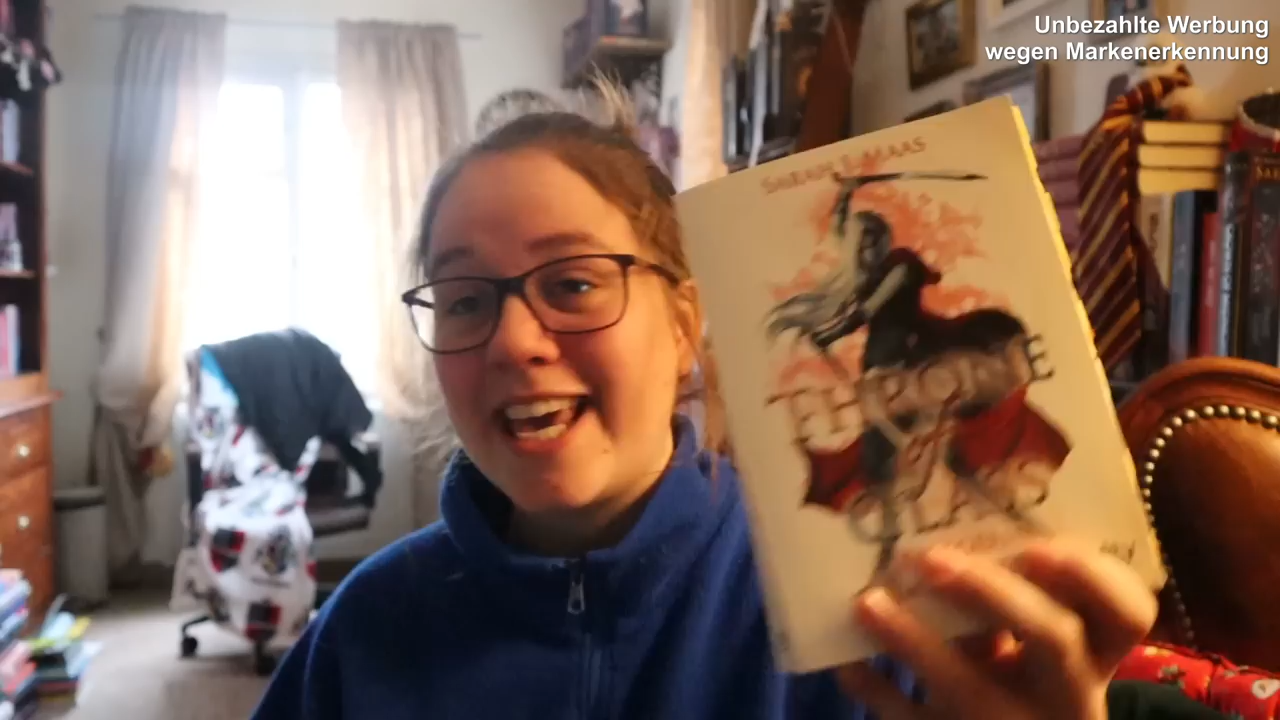 Unbezahlte Werbung
wegen Markenerkennung
SARAH J. MAAS
THRONE
of
GLASS